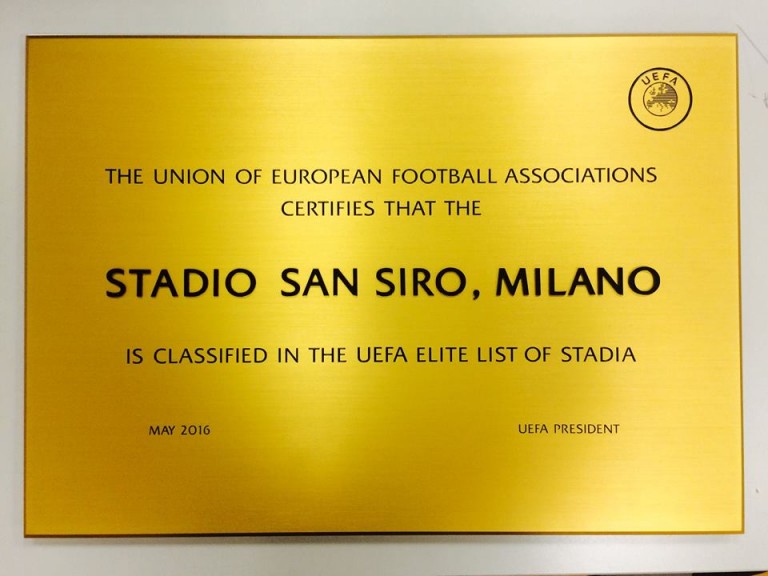 UEFA
THE UNION OF EUROPEAN FOOTBALL ASSOCIATIONS
CERTIFIES THAT THE
STADIO SAN SIRO, MILANO
IS CLASSIFIED IN THE UEFA ELITE LIST OF STADIA
MAY 2016 UEFA PRESIDENT